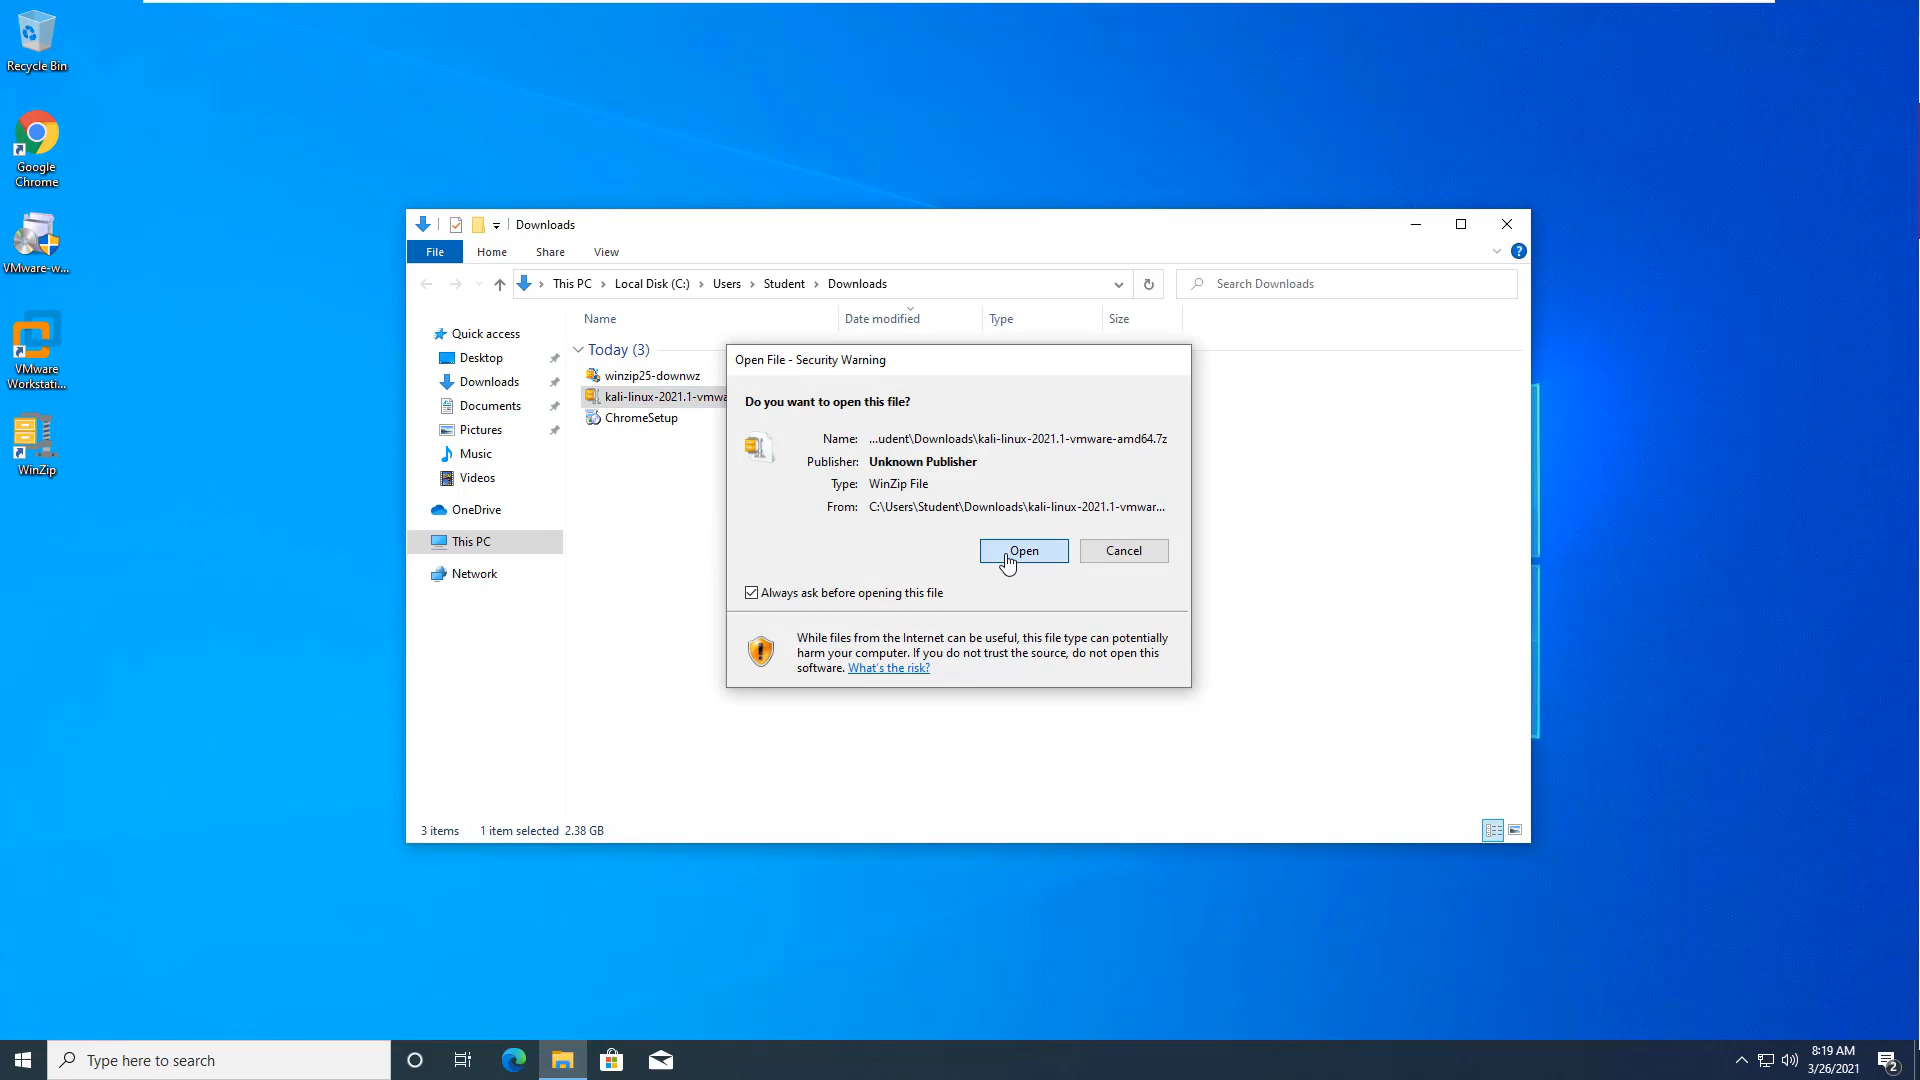 Recycle Bin
Google
Chrome
VMware-w...
VMware
Workstati...
WinZip
Downloads
File
Home
Share
View
This PC
Local Disk (C:)
Users
Student
Downloads
Search Downloads
Quick access
Desktop
Downloads
Documents
Pictures
Music
Videos
OneDrive
This PC
Network
Name
Date modified
Type
Size
Today (3)
winzip25-downwz
kali-linux-2021.1-vmwa
ChromeSetup
Open File - Security Warning
Do you want to open this file?
Name: ...udent\Downloads\kali-linux-2021.1-vmware-amd64.7z
Publisher: Unknown Publisher
Type: WinZip File
From: C:\Users\Student\Downloads\kali-linux-2021.1-vmwar...
Open
Cancel
Always ask before opening this file
While files from the Internet can be useful, this file type can potentially
harm your computer. If you do not trust the source, do not open this
software. What's the risk?
3 items
1 item selected 2.38 GB
Type here to search
8:19 AM
3/26/2021
2